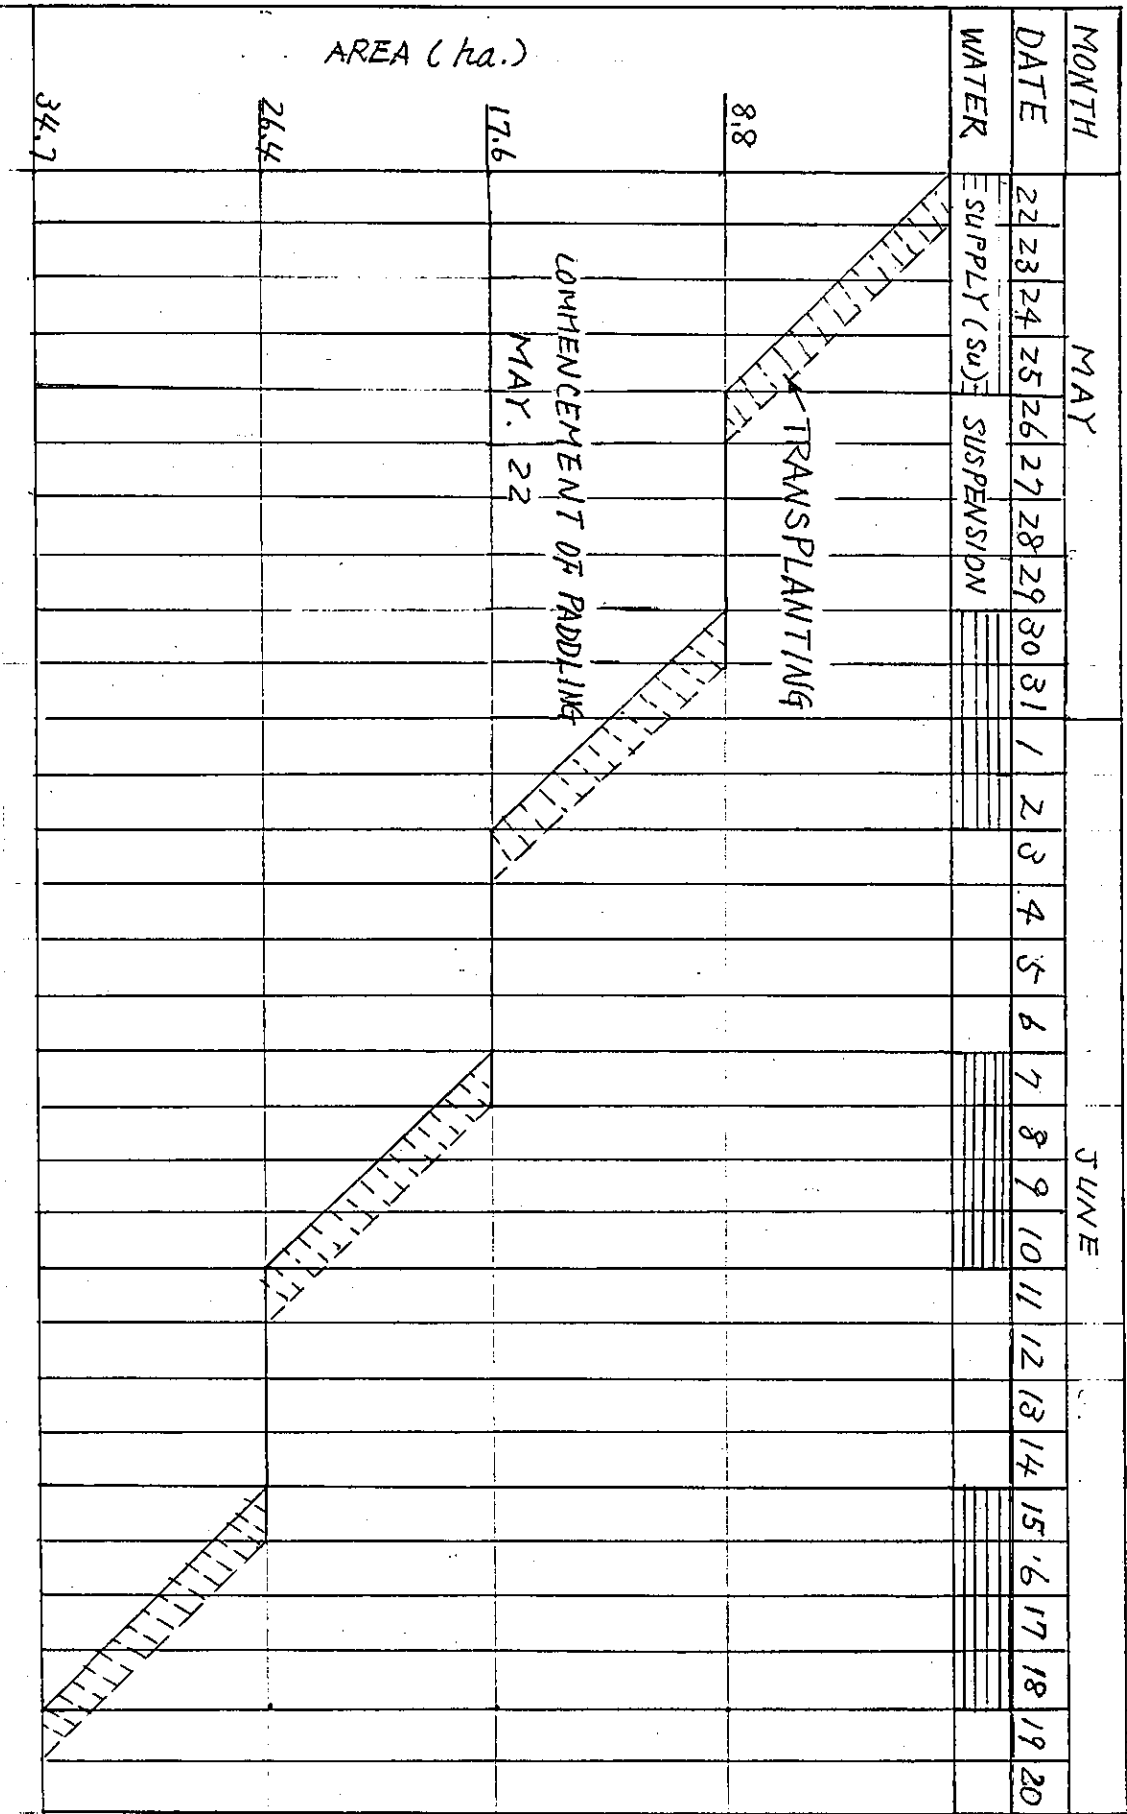 MONTH MAY JUNE
DATE 22 23 24 25 26 27 28 29 30 31 1 2 3 4 5 6 7 8 9 10 11 12 13 14 15 16 17 18 19 20
WATER SUPPLY (SU) SUSPENSION
AREA (ha.)
8.8
TRANSPLANTING
17.6
COMMENCEMENT OF PADDLING
MAY. 22
26.4
34.7